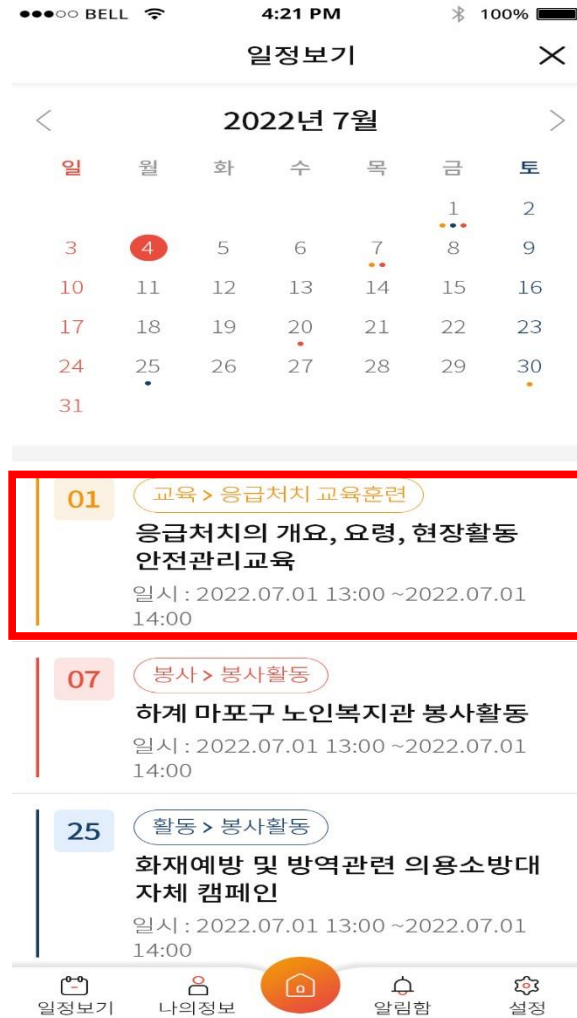 BELL 4:21 PM 100%
일정보기
2022년 7월
일 월 화 수 목 금 토
1 2
3 4 5 6 7 8 9
10 11 12 13 14 15 16
17 18 19 20 21 22 23
24 25 26 27 28 29 30
31
01 교육 > 응급처치 교육훈련
응급처치의 개요, 요령, 현장활동
안전관리교육
일시 : 2022.07.01 13:00 ~2022.07.01
14:00
07 봉사 > 봉사활동
하계 마포구 노인복지관 봉사활동
일시 : 2022.07.01 13:00 ~2022.07.01
14:00
25 활동 > 봉사활동
화재예방 및 방역관련 의용소방대
자체 캠페인
일시 : 2022.07.01 13:00 ~2022.07.01
14:00
일정보기 나의정보 알림함 설정